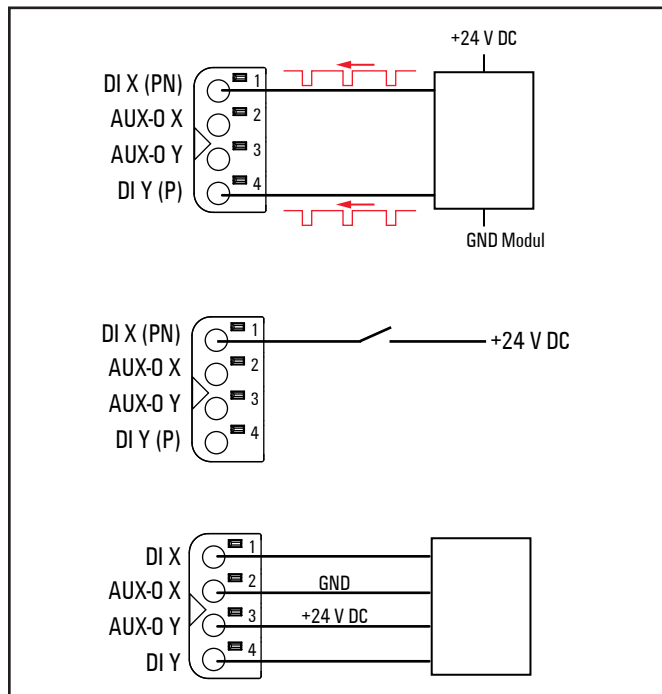 +24 V DC
DI X (PN)
1
AUX-O X
2
AUX-O Y
3
DI Y (P)
4
GND Modul
DI X (PN)
1
+24 V DC
AUX-O X
2
AUX-O Y
3
DI Y (P)
4
DI X
1
AUX-O X
2
GND
AUX-O Y
3
+24 V DC
DI Y
4